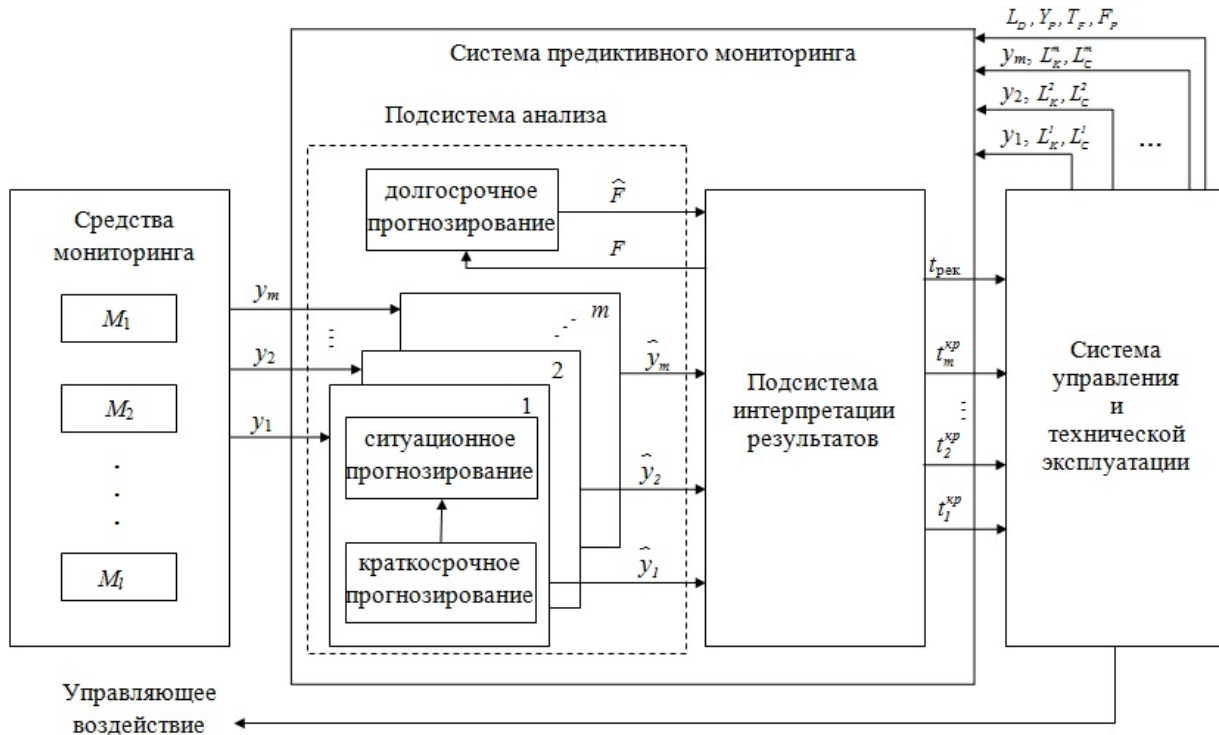 L_D, Y_P, T_F, F_P
y_m, L_K^m, L_C^m
y_2, L_K^2, L_C^2
y_1, L_K^1, L_C^1
...
Система предиктивного мониторинга
Подсистема анализа
долгосрочное
прогнозирование
F̂
F
Средства
мониторинга
M_1
M_2
.
.
.
M_l
y_m
⋮
y_2
y_1
m
⋰
2
1
ситуационное
прогнозирование
краткосрочное
прогнозирование
ŷ_m
ŷ_2
ŷ_1
Подсистема
интерпретации
результатов
t_рек
t_m^кр
⋮
t_2^кр
t_1^кр
Система
управления
и
технической
эксплуатации
Управляющее
воздействие